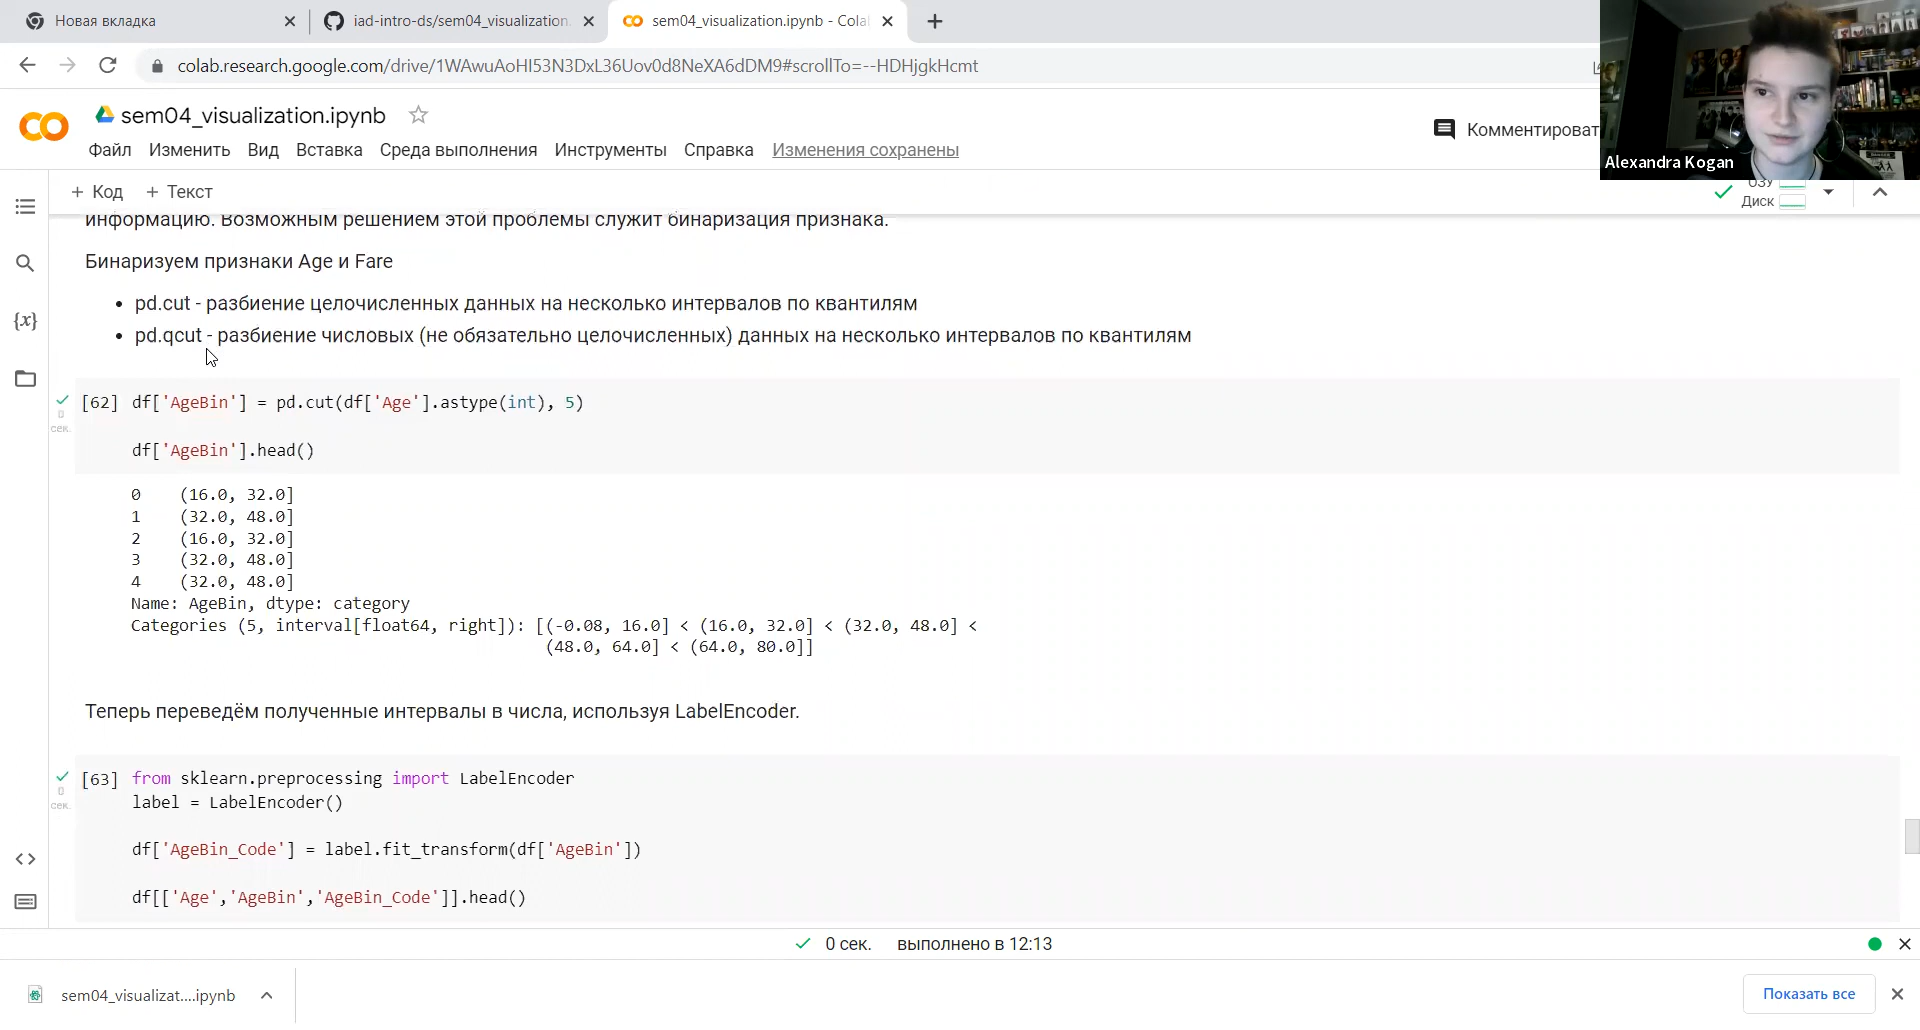 Новая вкладка
iad-intro-ds/sem04_visualization.
sem04_visualization.ipynb - Cola
colab.research.google.com/drive/1WAwuAoHI53N3DxL36Uov0d8NeXA6dDM9#scrollTo=--HDHjgkHcmt
sem04_visualization.ipynb
Комментироват
Файл Изменить Вид Вставка Среда выполнения Инструменты Справка Изменения сохранены
Alexandra Kogan
+ Код + Текст
ОЗУ
Диск
информацию. Возможным решением этой проблемы служит бинаризация признака.
Бинаризуем признаки Age и Fare
• pd.cut - разбиение целочисленных данных на несколько интервалов по квантилям
• pd.qcut - разбиение числовых (не обязательно целочисленных) данных на несколько интервалов по квантилям
[62] df['AgeBin'] = pd.cut(df['Age'].astype(int), 5)
0
сек.
df['AgeBin'].head()
0 (16.0, 32.0]
1 (32.0, 48.0]
2 (16.0, 32.0]
3 (32.0, 48.0]
4 (32.0, 48.0]
Name: AgeBin, dtype: category
Categories (5, interval[float64, right]): [(-0.08, 16.0] < (16.0, 32.0] < (32.0, 48.0] <
(48.0, 64.0] < (64.0, 80.0]]
Теперь переведём полученные интервалы в числа, используя LabelEncoder.
[63] from sklearn.preprocessing import LabelEncoder
0
сек.
label = LabelEncoder()
df['AgeBin_Code'] = label.fit_transform(df['AgeBin'])
df[['Age','AgeBin','AgeBin_Code']].head()
0 сек. выполнено в 12:13
sem04_visualizat....ipynb
Показать все